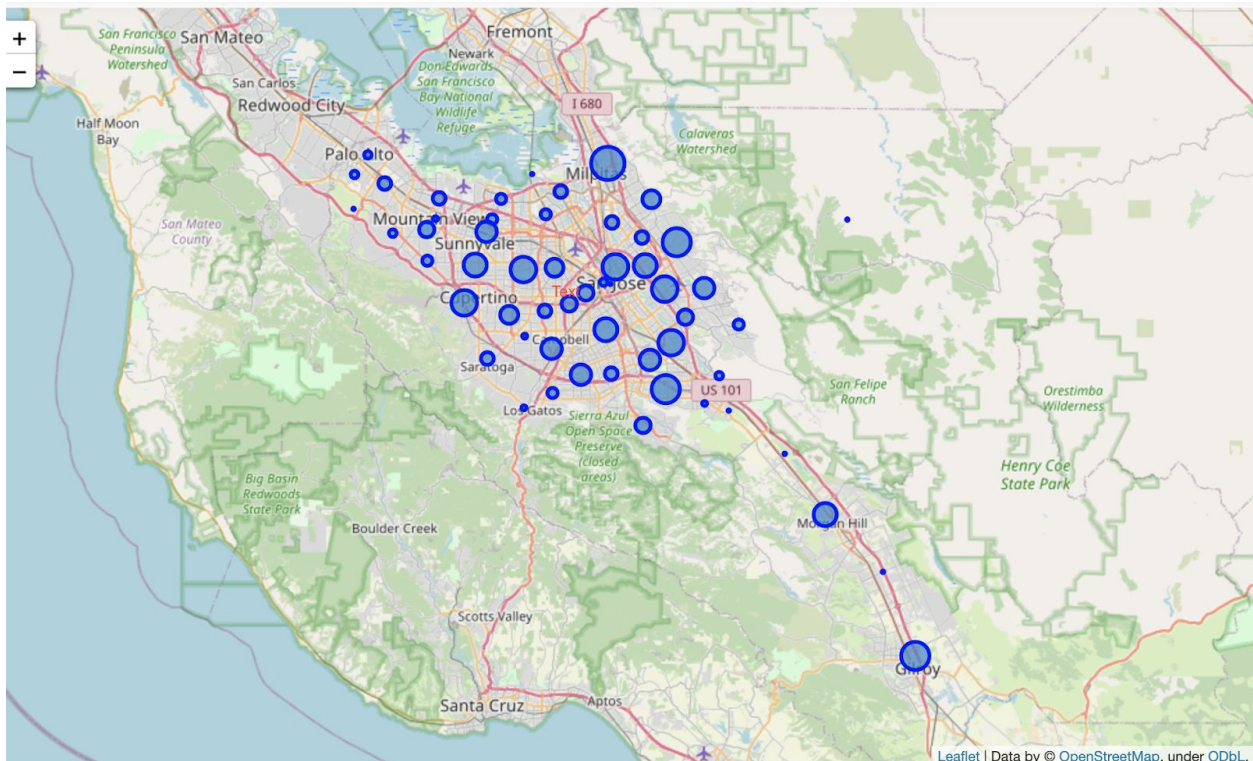 +
−
San Francisco
Peninsula
Watershed
San Mateo
Fremont
Newark
Don Edwards
San Francisco
Bay National
Wildlife
Refuge
San Carlos
Redwood City
I 680
Half Moon
Bay
Calaveras
Watershed
Palo Alto
Milpitas
San Mateo
County
Mountain View
Sunnyvale
San Jose
Cupertino
Campbell
Saratoga
US 101
San Felipe
Ranch
Orestimba
Wilderness
Los Gatos
Sierra Azul
Open Space
Preserve
(closed
areas)
Henry Coe
State Park
Big Basin
Redwoods
State Park
Boulder Creek
Morgan Hill
Scotts Valley
Gilroy
Santa Cruz
Aptos
Leaflet | Data by © OpenStreetMap, under ODbL.